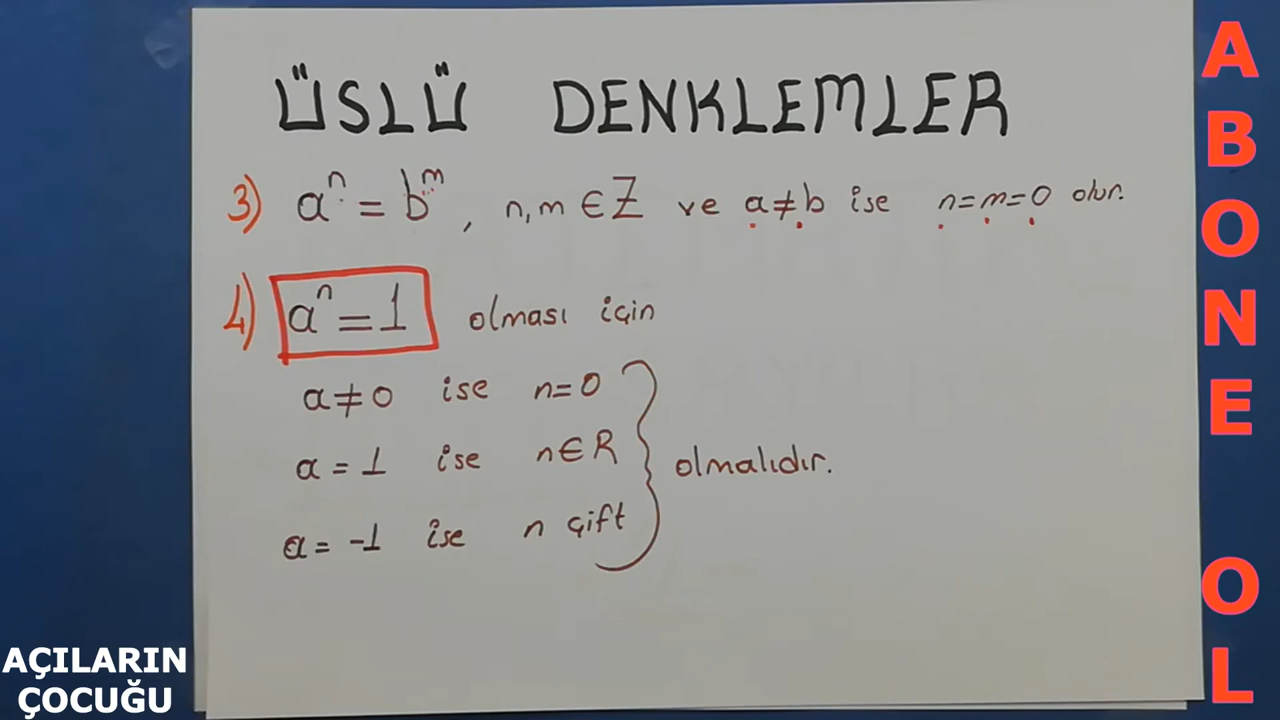 ÜSLÜ DENKLEMLER
3) aⁿ = bᵐ, n, m ∈ Z ve a ≠ b ise n = m = 0 olur.
4) aⁿ = 1 olması için
a ≠ 0 ise n = 0
a = 1 ise n ∈ R
olmalıdır.
a = -1 ise n çift
AÇILARIN
ÇOCUĞU
ABONE OL